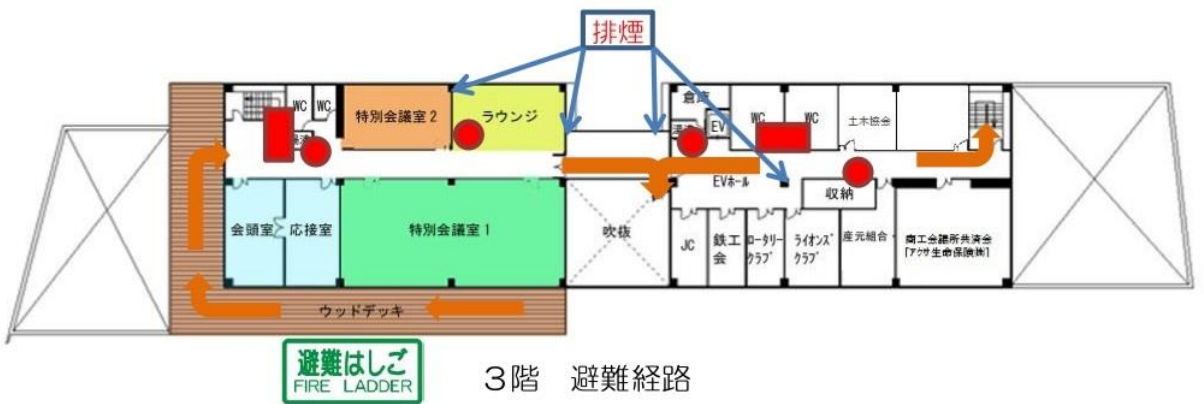 排煙
WC
WC
特別会議室2
ラウンジ
倉庫
EV
WC
WC
土木協会
EVホール
収納
会頭室
応接室
特別会議室1
吹抜
JC
鉄工
会
ロータリー
クラブ
ライオンズ
クラブ
産元組合
商工会議所共済会
「アクサ生命保険㈱」
ウッドデッキ
避難はしご
FIRE LADDER
3階 避難経路